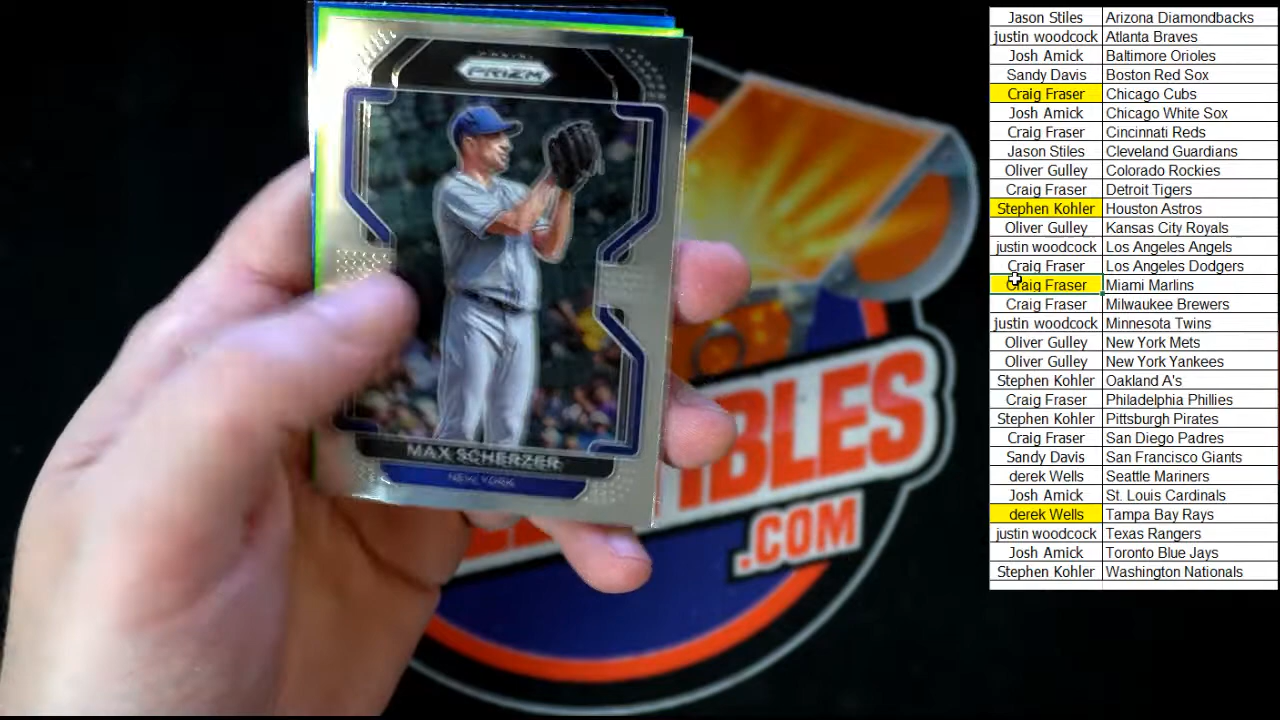 PANINI
PRIZM
MAX SCHERZER
NEW YORK
IBLES
.COM
Jason Stiles Arizona Diamondbacks
justin woodcock Atlanta Braves
Josh Amick Baltimore Orioles
Sandy Davis Boston Red Sox
Craig Fraser Chicago Cubs
Josh Amick Chicago White Sox
Craig Fraser Cincinnati Reds
Jason Stiles Cleveland Guardians
Oliver Gulley Colorado Rockies
Craig Fraser Detroit Tigers
Stephen Kohler Houston Astros
Oliver Gulley Kansas City Royals
justin woodcock Los Angeles Angels
Craig Fraser Los Angeles Dodgers
Craig Fraser Miami Marlins
Craig Fraser Milwaukee Brewers
justin woodcock Minnesota Twins
Oliver Gulley New York Mets
Oliver Gulley New York Yankees
Stephen Kohler Oakland A's
Craig Fraser Philadelphia Phillies
Stephen Kohler Pittsburgh Pirates
Craig Fraser San Diego Padres
Sandy Davis San Francisco Giants
derek Wells Seattle Mariners
Josh Amick St. Louis Cardinals
derek Wells Tampa Bay Rays
justin woodcock Texas Rangers
Josh Amick Toronto Blue Jays
Stephen Kohler Washington Nationals